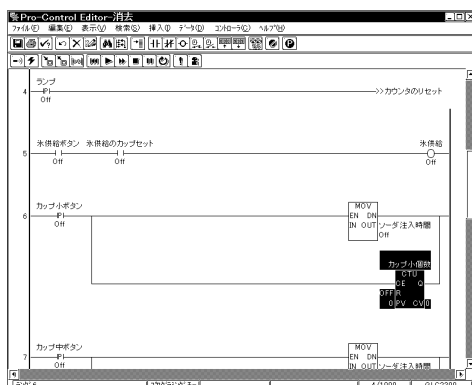 Pro-Control Editor-消去
ファイル(F) 編集(E) 表示(V) 検索(S) 挿入(I) データ(D) コントローラ(C) ヘルプ(H)
ランプ
4 P >>カウンタのリセット
Off
氷供給ボタン 氷供給のカップセット 氷供給
5
Off Off Off
カップ小ボタン MOV
6 P EN DN
Off IN OUT ソーダ注入時間
Off
カップ小個数
CTU
CE Q
OFF R
0 PV CV 0
カップ中ボタン MOV
7 P EN DN
Off IN OUT ソーダ注入時間
4/1000